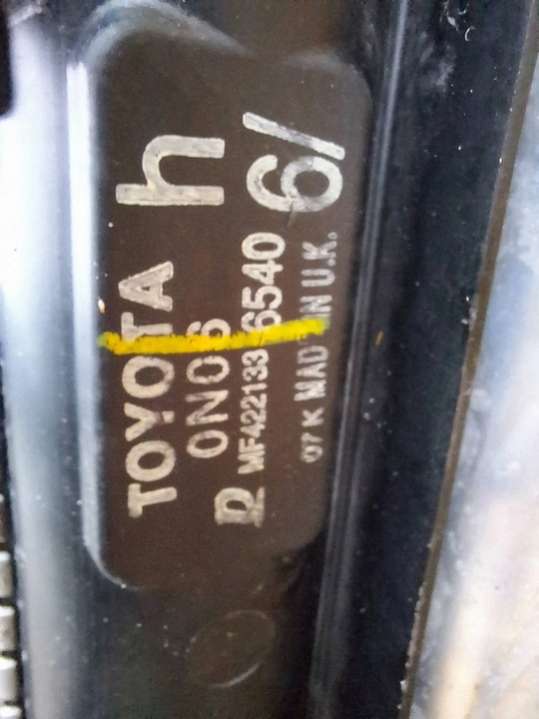 TOYOTA h
0N06
MF422133-6540 6/
07 K MADE IN U.K.